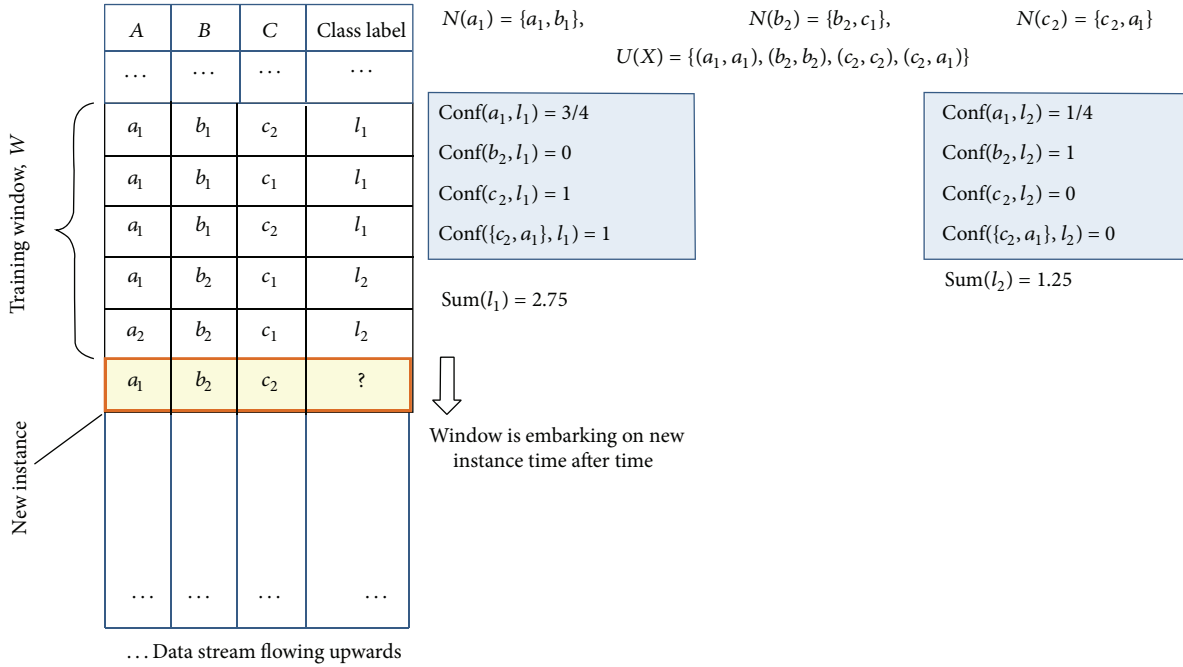 N(a₁) = {a₁, b₁}, N(b₂) = {b₂, c₁}, N(c₂) = {c₂, a₁}
U(X) = {(a₁, a₁), (b₂, b₂), (c₂, c₂), (c₂, a₁)}
A B C Class label
... ... ... ...
a₁ b₁ c₂ l₁
a₁ b₁ c₁ l₁
a₁ b₁ c₂ l₁
a₁ b₂ c₁ l₂
a₂ b₂ c₁ l₂
a₁ b₂ c₂ ?
... ... ... ...
Training window, W
New instance
Conf(a₁, l₁) = 3/4
Conf(b₂, l₁) = 0
Conf(c₂, l₁) = 1
Conf({c₂, a₁}, l₁) = 1
Sum(l₁) = 2.75
Conf(a₁, l₂) = 1/4
Conf(b₂, l₂) = 1
Conf(c₂, l₂) = 0
Conf({c₂, a₁}, l₂) = 0
Sum(l₂) = 1.25
Window is embarking on new
instance time after time
... Data stream flowing upwards